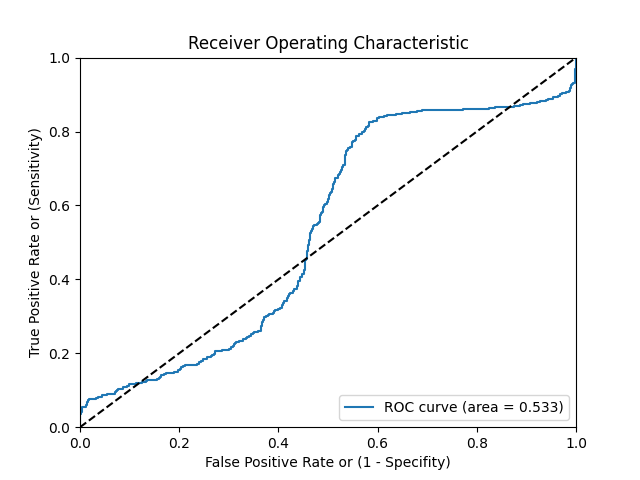 Receiver Operating Characteristic
1.0
0.8
0.6
0.4
0.2
0.0
True Positive Rate or (Sensitivity)
ROC curve (area = 0.533)
0.0 0.2 0.4 0.6 0.8 1.0
False Positive Rate or (1 - Specifity)